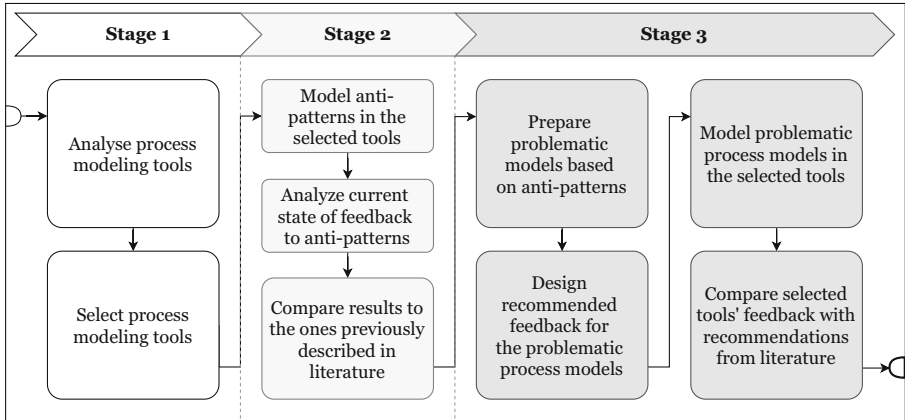 Stage 1
Stage 2
Stage 3
Analyse process
modeling tools
Select process
modeling tools
Model anti-
patterns in the
selected tools
Analyze current
state of feedback
to anti-patterns
Compare results to
the ones previously
described in
literature
Prepare
problematic
models based
on anti-patterns
Design
recommended
feedback for
the problematic
process models
Model problematic
process models in
the selected tools
Compare selected
tools' feedback with
recommendations
from literature